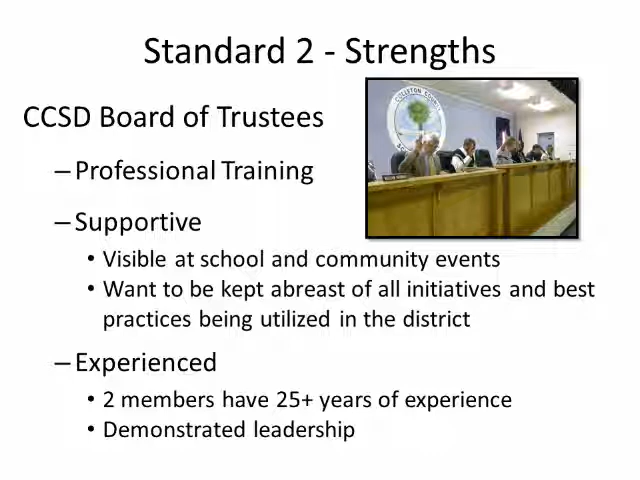 Standard 2 - Strengths
CCSD Board of Trustees
– Professional Training
– Supportive
• Visible at school and community events
• Want to be kept abreast of all initiatives and best
practices being utilized in the district
– Experienced
• 2 members have 25+ years of experience
• Demonstrated leadership
COLLETON COUNTY